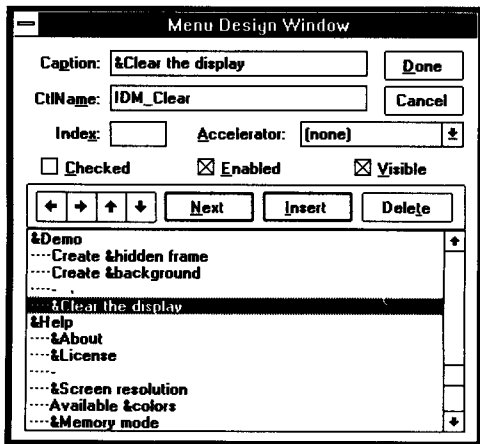 Menu Design Window
Caption: &Clear the display Done
CtlName: IDM_Clear Cancel
Index: Accelerator: (none)
Checked Enabled Visible
Next Insert Delete
&Demo
----Create &hidden frame
----Create &background
-----
----&Clear the display
&Help
----&About
----&License
-----
----&Screen resolution
----Available &colors
----&Memory mode